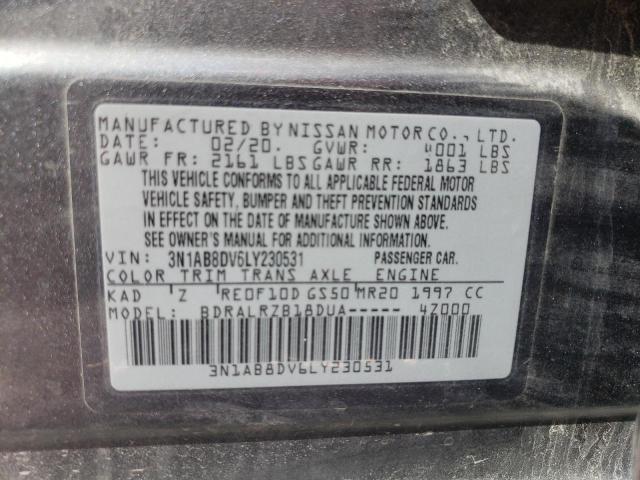 MANUFACTURED BY NISSAN MOTOR CO., LTD.
DATE: 02/20. GVWR: 4001 LBS
GAWR FR: 2161 LBS GAWR RR: 1863 LBS
THIS VEHICLE CONFORMS TO ALL APPLICABLE FEDERAL MOTOR
VEHICLE SAFETY, BUMPER AND THEFT PREVENTION STANDARDS
IN EFFECT ON THE DATE OF MANUFACTURE SHOWN ABOVE.
SEE OWNER'S MANUAL FOR ADDITIONAL INFORMATION.
VIN: 3N1AB8DV6LY230531 PASSENGER CAR.
COLOR TRIM TRANS AXLE ENGINE
KAD Z RE0F10D GS50 MR20 1997 CC
MODEL: BDRALRZB18DUA----- 4Z000
3N1AB8DV6LY230531